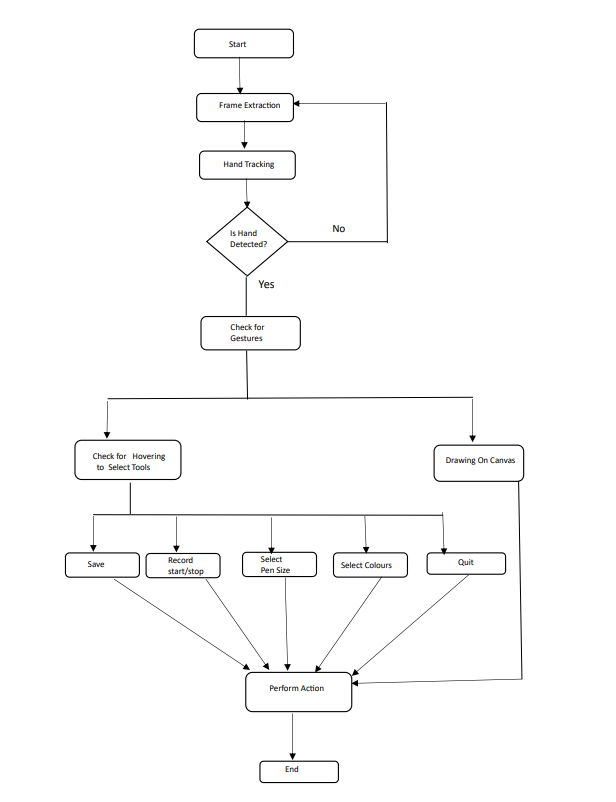 Start
Frame Extraction
Hand Tracking
Is Hand
Detected?
No
Yes
Check for
Gestures
Check for Hovering
to Select Tools
Drawing On Canvas
Save
Record
start/stop
Select
Pen Size
Select Colours
Quit
Perform Action
End